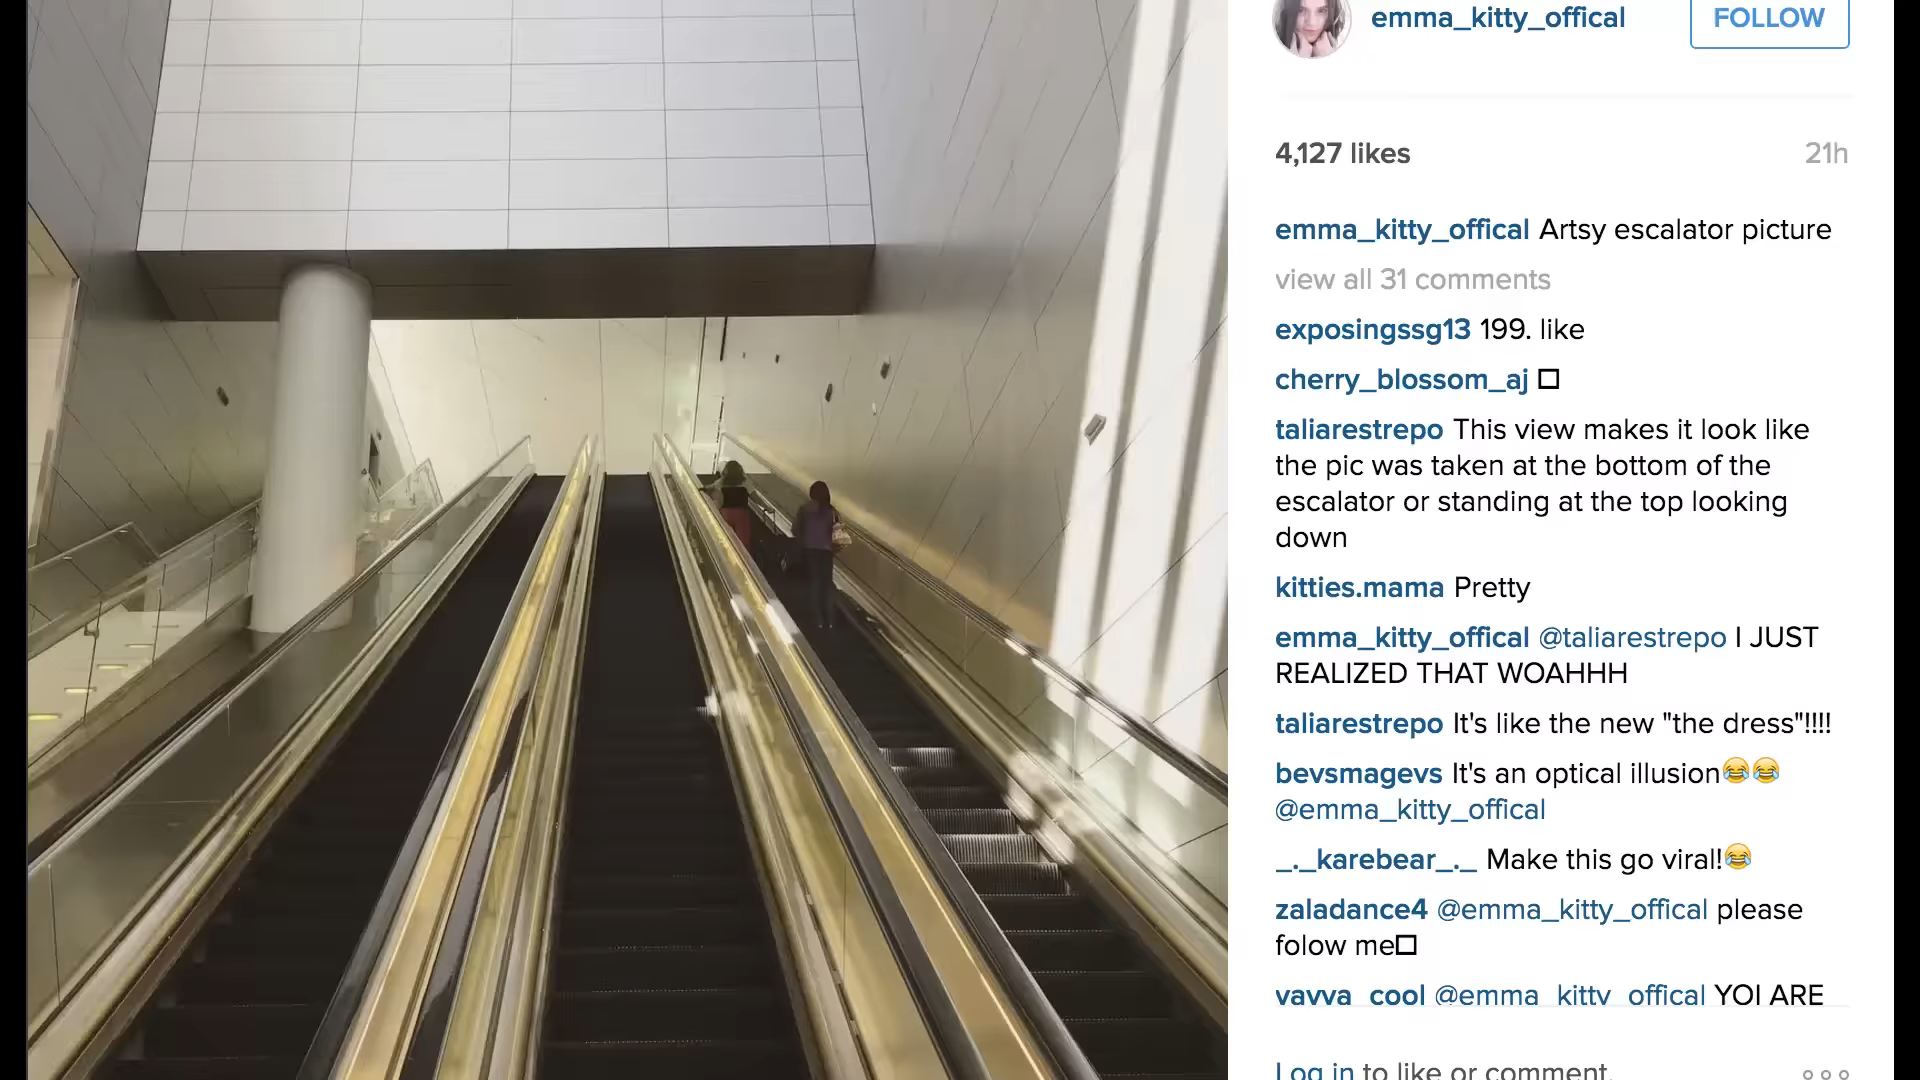 emma_kitty_offical
FOLLOW
4,127 likes
21h
emma_kitty_offical Artsy escalator picture
view all 31 comments
exposingssg13 199. like
cherry_blossom_aj □
taliarestrepo This view makes it look like
the pic was taken at the bottom of the
escalator or standing at the top looking
down
kitties.mama Pretty
emma_kitty_offical @taliarestrepo I JUST
REALIZED THAT WOAHHH
taliarestrepo It's like the new "the dress"!!!!
bevsmagevs It's an optical illusion😂😂
@emma_kitty_offical
_._karebear_._ Make this go viral!😂
zaladance4 @emma_kitty_offical please
folow me□
vavva_cool @emma_kitty_offical YOI ARE
Log in to like or comment.